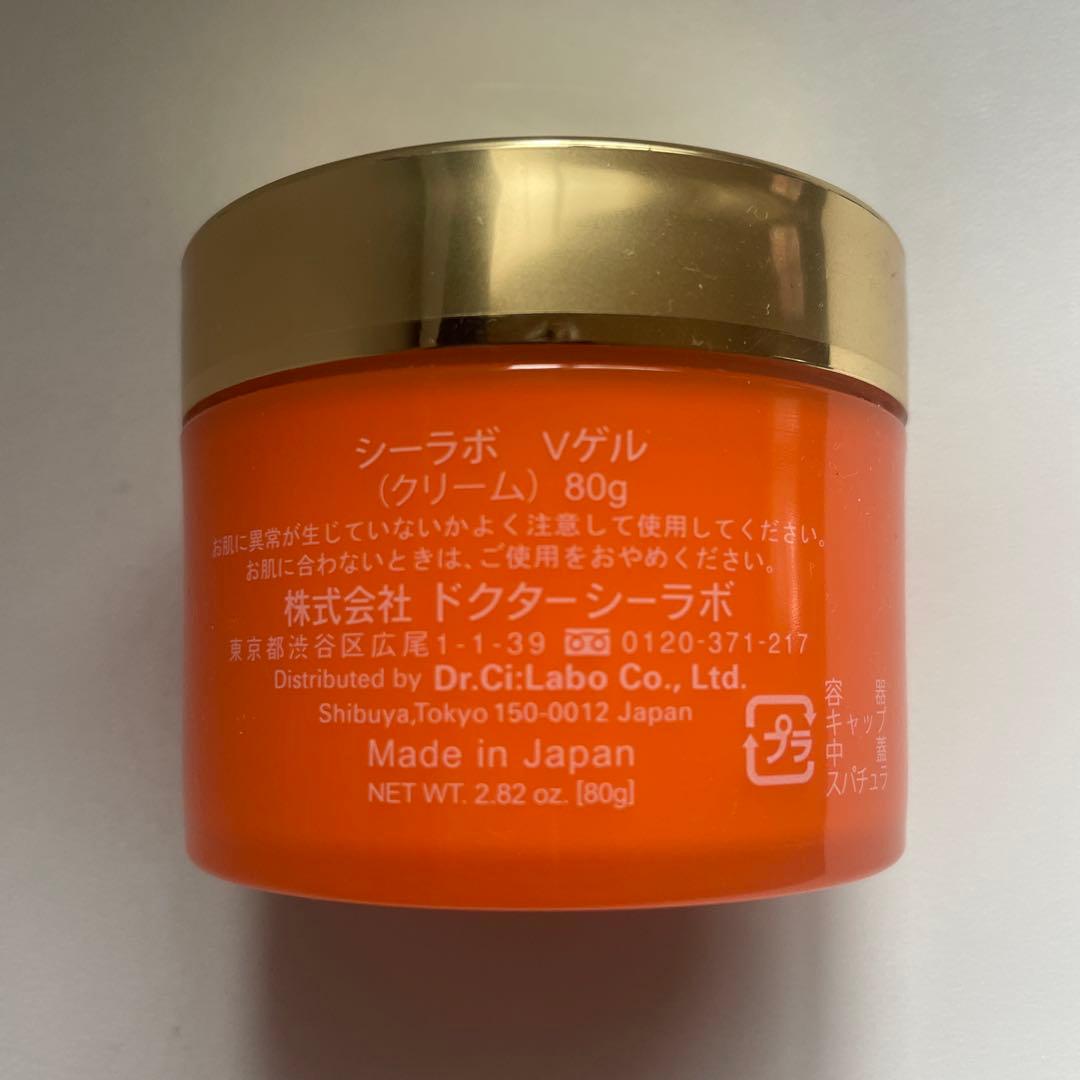 シーラボ　Vゲル
（クリーム） 80g
お肌に異常が生じていないかよく注意して使用してください。
お肌に合わないときは、ご使用をおやめください。
株式会社 ドクターシーラボ
東京都渋谷区広尾1-1-39 0120-371-217
Distributed by Dr.Ci:Labo Co., Ltd.
Shibuya,Tokyo 150-0012 Japan
Made in Japan
NET WT. 2.82 oz. [80g]
プラ
容器
キャップ
中蓋
スパチュラ